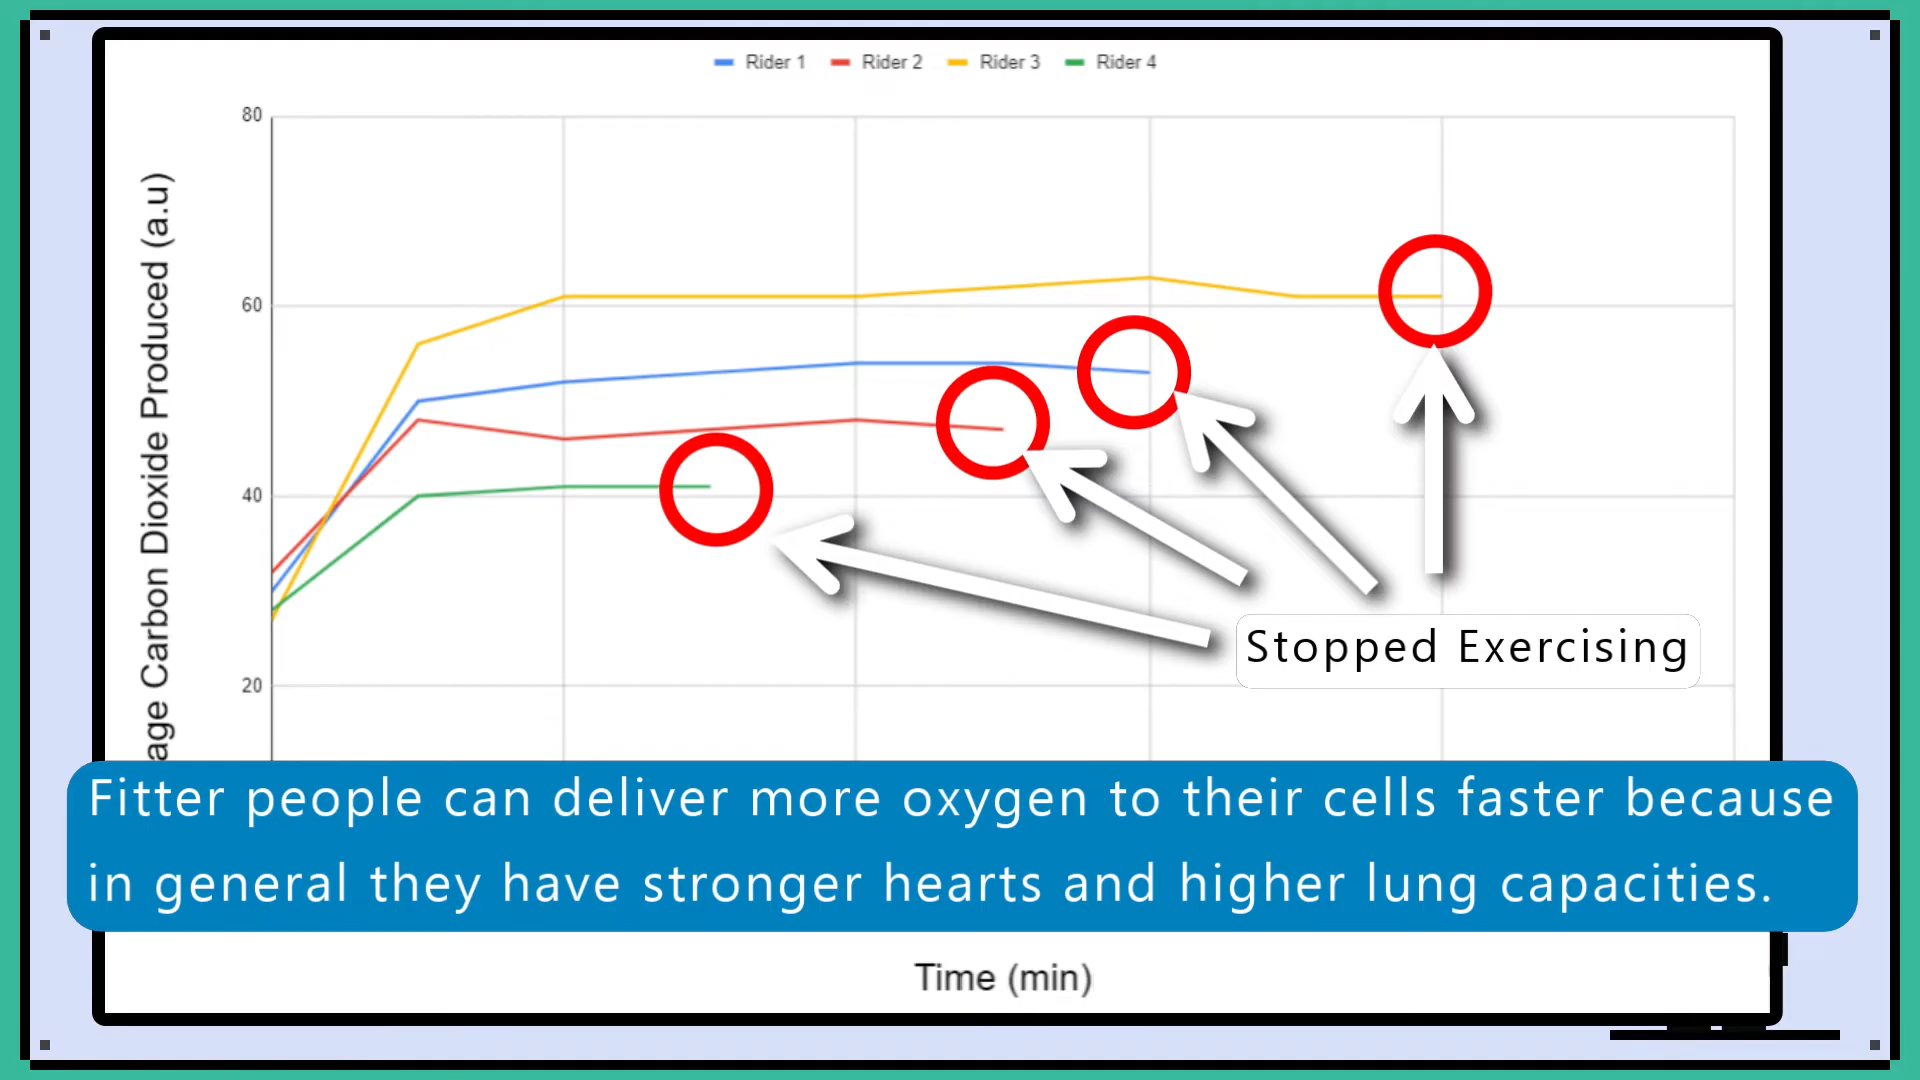 Rider 1 Rider 2 Rider 3 Rider 4
80
60
40
20
age Carbon Dioxide Produced (a.u)
Stopped Exercising
Fitter people can deliver more oxygen to their cells faster because
in general they have stronger hearts and higher lung capacities.
Time (min)